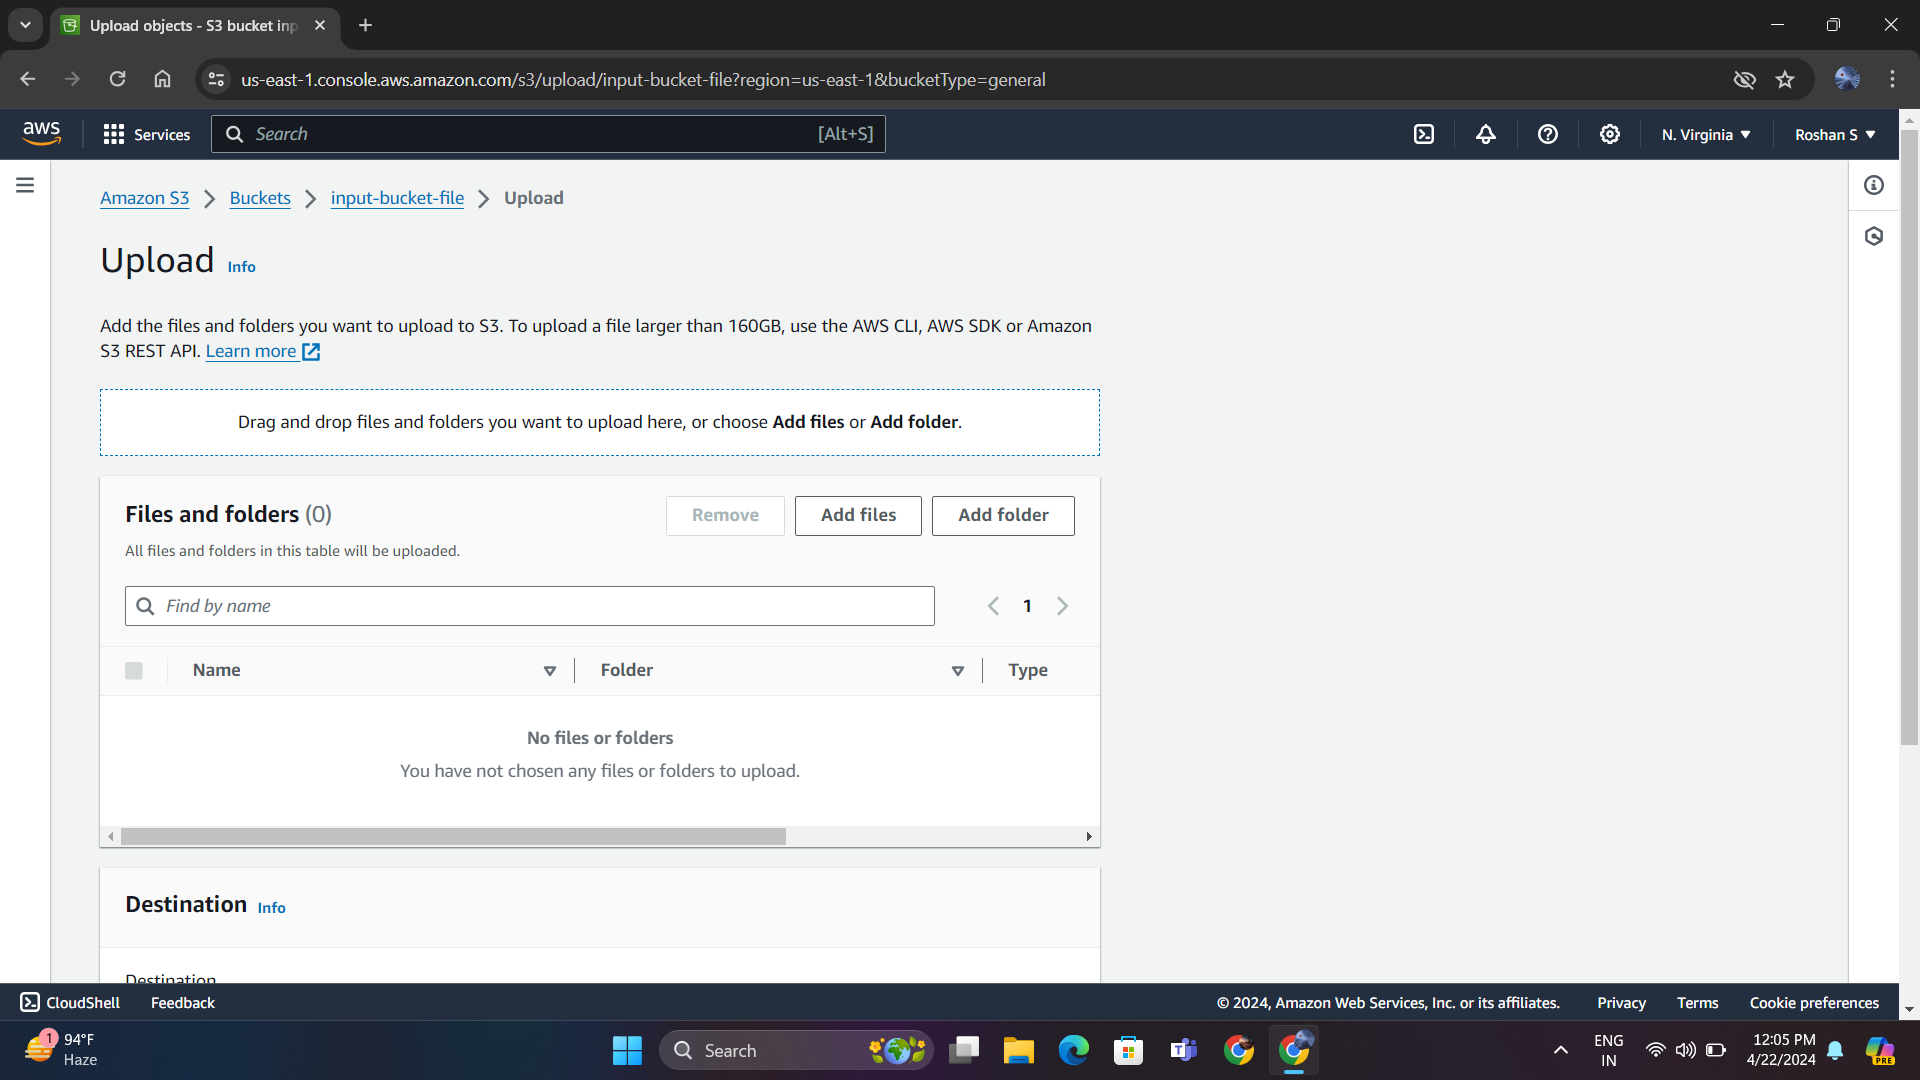 Upload objects - S3 bucket inp
us-east-1.console.aws.amazon.com/s3/upload/input-bucket-file?region=us-east-1&bucketType=general
aws
Services
Search
[Alt+S]
N. Virginia
Roshan S
Amazon S3
Buckets
input-bucket-file
Upload
Upload Info
Add the files and folders you want to upload to S3. To upload a file larger than 160GB, use the AWS CLI, AWS SDK or Amazon
S3 REST API. Learn more
Drag and drop files and folders you want to upload here, or choose Add files or Add folder.
Files and folders (0)
Remove
Add files
Add folder
All files and folders in this table will be uploaded.
Find by name
1
Name
Folder
Type
No files or folders
You have not chosen any files or folders to upload.
Destination Info
Destination
CloudShell
Feedback
© 2024, Amazon Web Services, Inc. or its affiliates.
Privacy
Terms
Cookie preferences
1
94°F
Haze
Search
ENG
IN
12:05 PM
4/22/2024
PRE